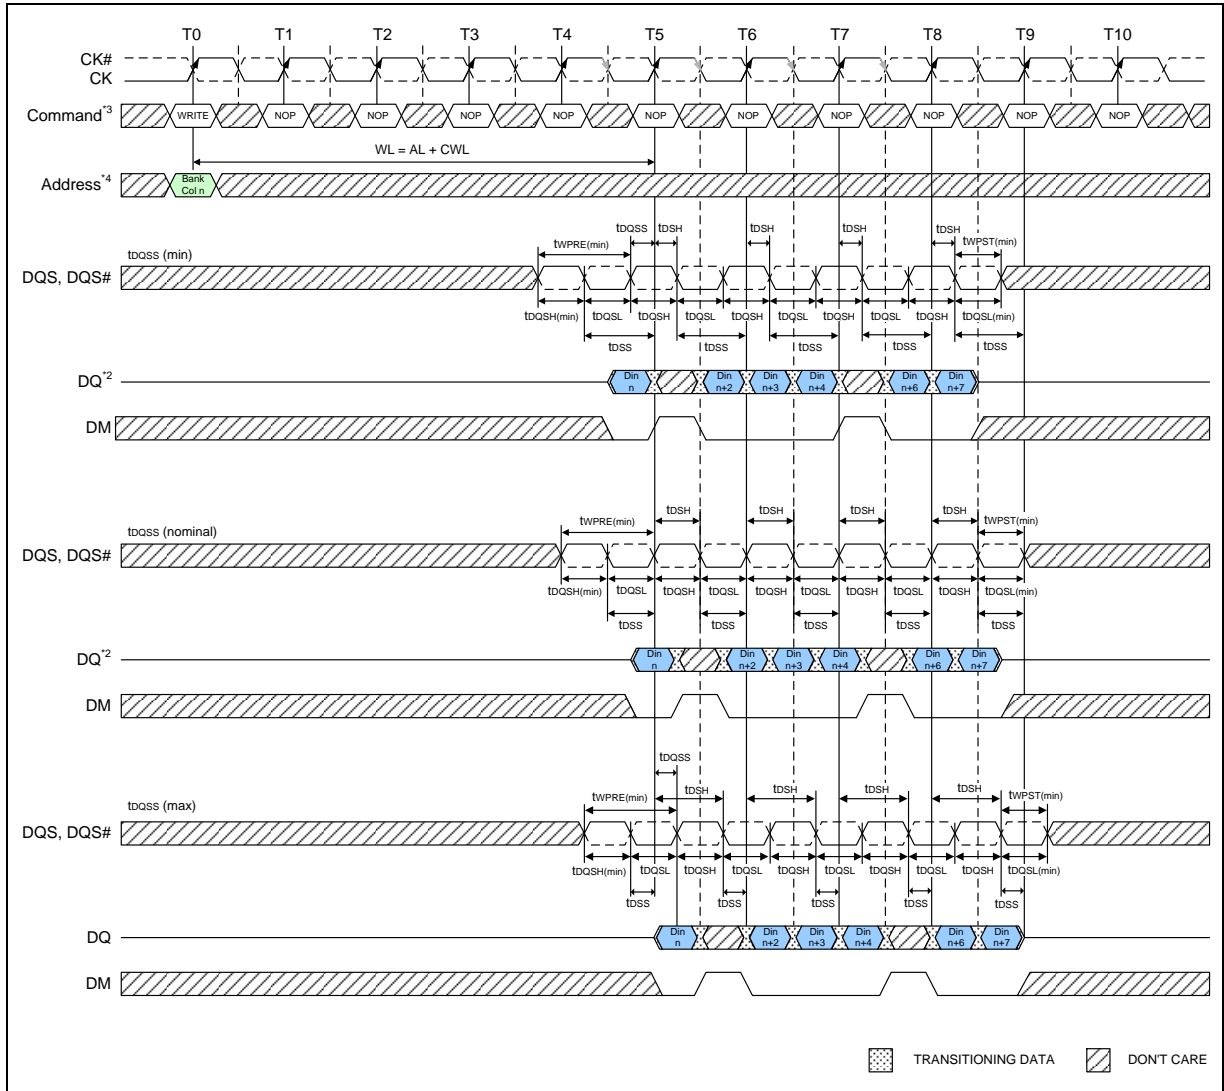 T0 T1 T2 T3 T4 T5 T6 T7 T8 T9 T10
CK#
CK
Command*3 WRITE NOP NOP NOP NOP NOP NOP NOP NOP NOP NOP
WL = AL + CWL
Address*4 Bank Col n
tDQSS (min) tWPRE(min) tDQSS tDSH tDSH tDSH tDSH tWPST(min)
DQS, DQS#
tDQSH(min) tDQSL tDQSH tDQSL tDQSH tDQSL tDQSH tDQSL tDQSH tDQSL(min)
tDSS tDSS tDSS tDSS tDSS
DQ*2 Din n Din n+2 Din n+3 Din n+4 Din n+6 Din n+7
DM
tDQSS (nominal) tWPRE(min) tDSH tDSH tDSH tDSH tWPST(min)
DQS, DQS#
tDQSH(min) tDQSL tDQSH tDQSL tDQSH tDQSL tDQSH tDQSL tDQSH tDQSL(min)
tDSS tDSS tDSS tDSS tDSS
DQ*2 Din n Din n+2 Din n+3 Din n+4 Din n+6 Din n+7
DM
tDQSS
tDQSS (max) tWPRE(min) tDSH tDSH tDSH tDSH tWPST(min)
DQS, DQS#
tDQSH(min) tDQSL tDQSH tDQSL tDQSH tDQSL tDQSH tDQSL tDQSH tDQSL(min)
tDSS tDSS tDSS tDSS tDSS
DQ Din n Din n+2 Din n+3 Din n+4 Din n+6 Din n+7
DM
TRANSITIONING DATA DON'T CARE